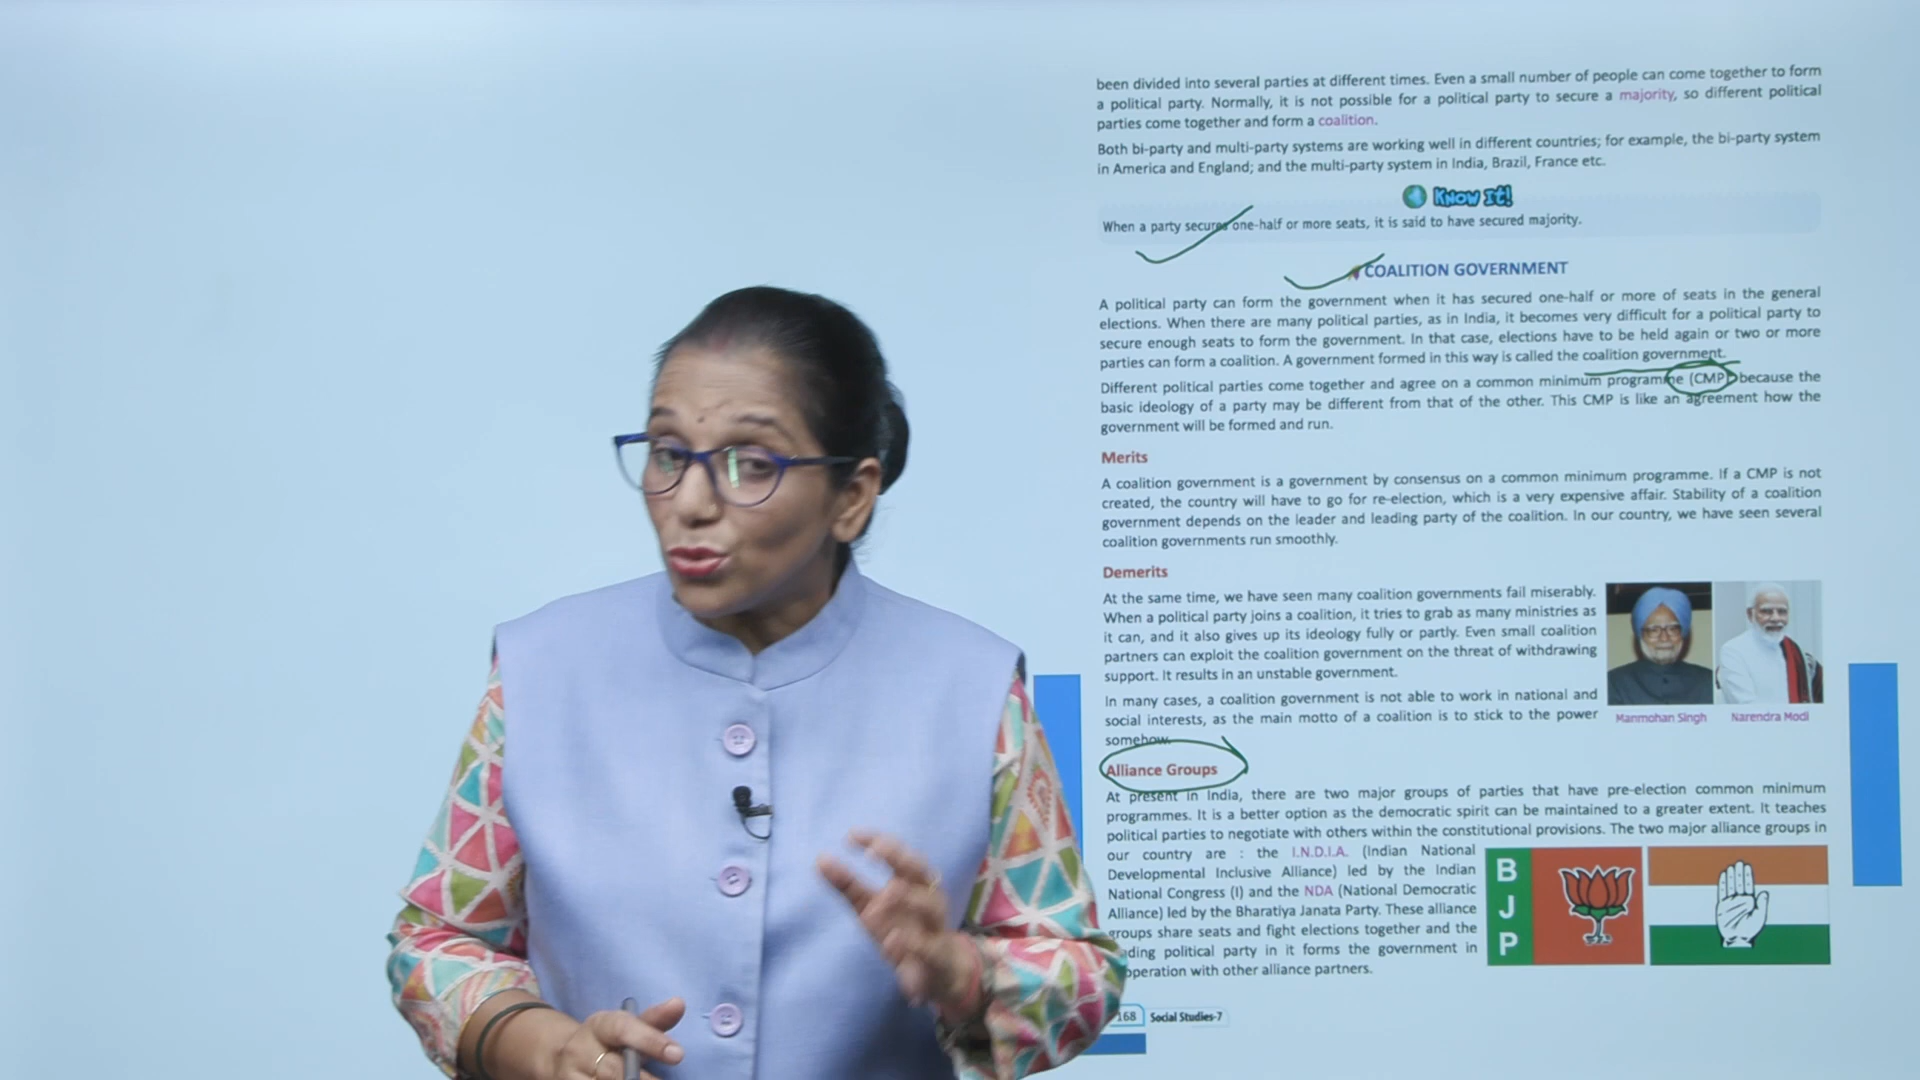 been divided into several parties at different times. Even a small number of people can come together to form
a political party. Normally, it is not possible for a political party to secure a majority, so different political
parties come together and form a coalition.
Both bi-party and multi-party systems are working well in different countries; for example, the bi-party system
in America and England; and the multi-party system in India, Brazil, France etc.
Know It!
When a party secures one-half or more seats, it is said to have secured majority.
COALITION GOVERNMENT
A political party can form the government when it has secured one-half or more of seats in the general
elections. When there are many political parties, as in India, it becomes very difficult for a political party to
secure enough seats to form the government. In that case, elections have to be held again or two or more
parties can form a coalition. A government formed in this way is called the coalition government.
Different political parties come together and agree on a common minimum programme (CMP) because the
basic ideology of a party may be different from that of the other. This CMP is like an agreement how the
government will be formed and run.
Merits
A coalition government is a government by consensus on a common minimum programme. If a CMP is not
created, the country will have to go for re-election, which is a very expensive affair. Stability of a coalition
government depends on the leader and leading party of the coalition. In our country, we have seen several
coalition governments run smoothly.
Demerits
At the same time, we have seen many coalition governments fail miserably.
When a political party joins a coalition, it tries to grab as many ministries as
it can, and it also gives up its ideology fully or partly. Even small coalition
partners can exploit the coalition government on the threat of withdrawing
support. It results in an unstable government.
In many cases, a coalition government is not able to work in national and
social interests, as the main motto of a coalition is to stick to the power
somehow.
Manmohan Singh
Narendra Modi
Alliance Groups
At present in India, there are two major groups of parties that have pre-election common minimum
programmes. It is a better option as the democratic spirit can be maintained to a greater extent. It teaches
political parties to negotiate with others within the constitutional provisions. The two major alliance groups in
our country are : the I.N.D.I.A. (Indian National
Developmental Inclusive Alliance) led by the Indian
National Congress (I) and the NDA (National Democratic
Alliance) led by the Bharatiya Janata Party. These alliance
groups share seats and fight elections together and the
ding political party in it forms the government in
operation with other alliance partners.
BJP
168 Social Studies-7